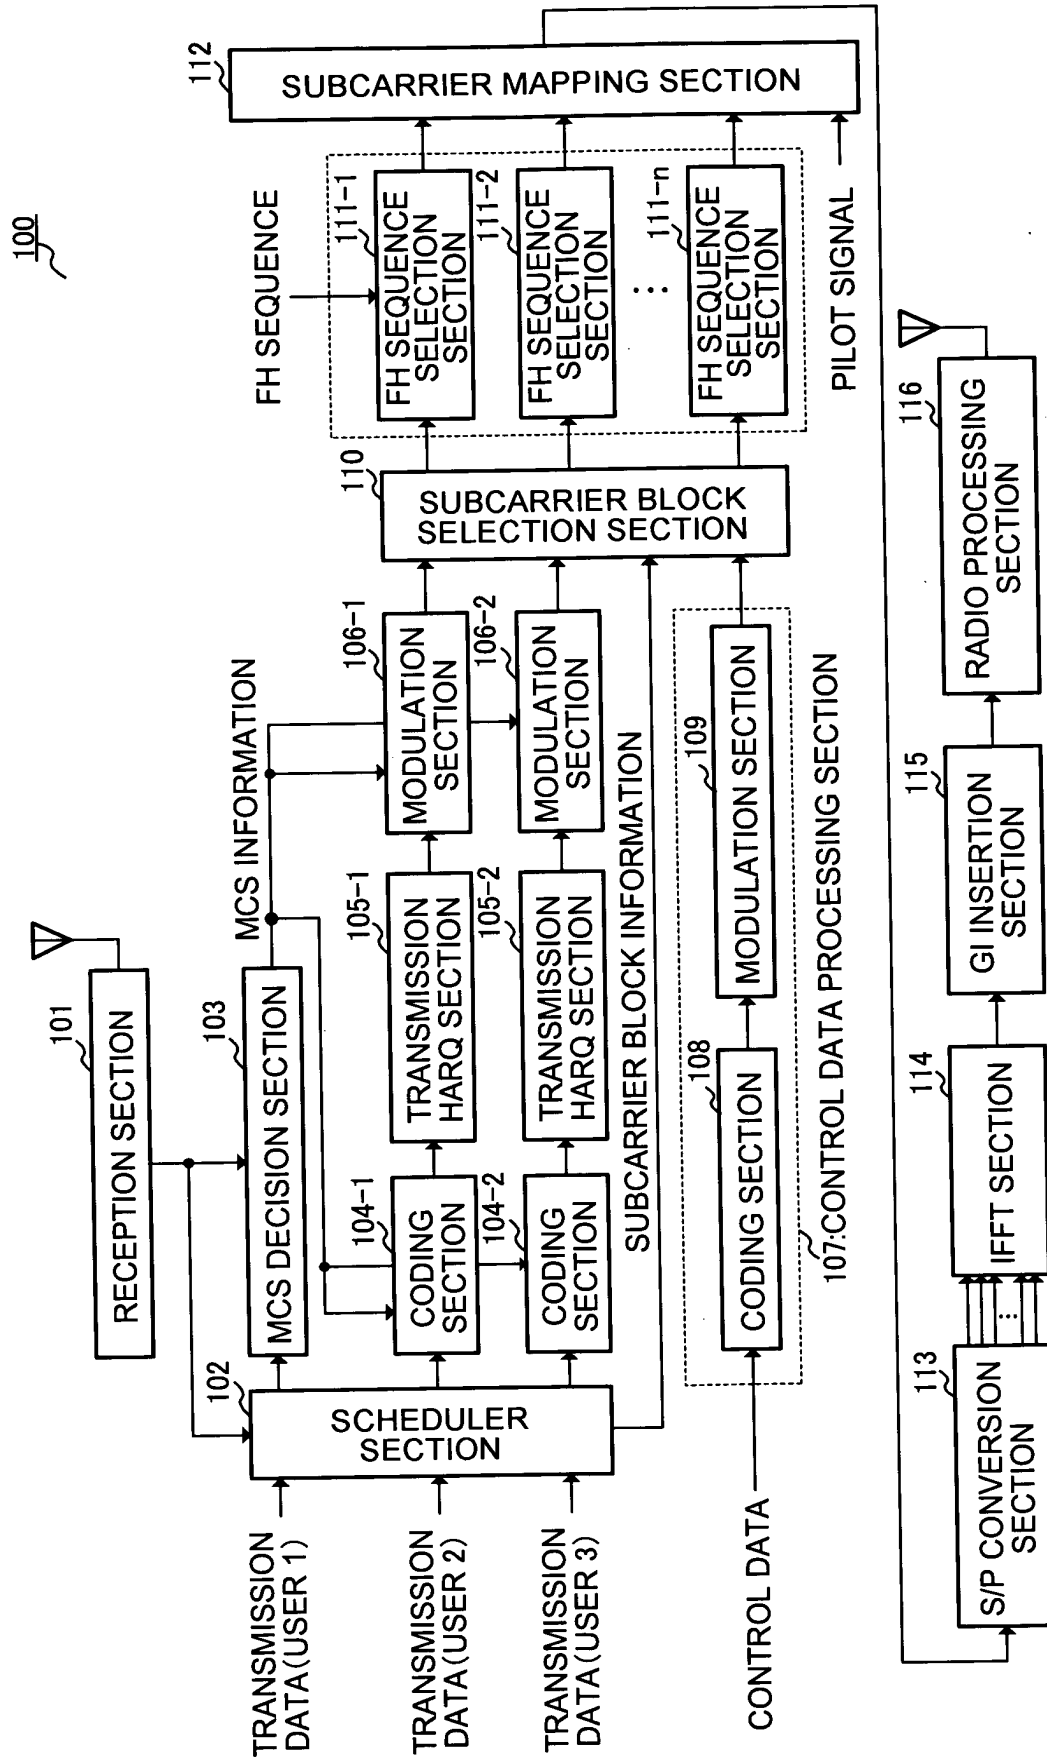 100
101
RECEPTION SECTION
102
SCHEDULER
SECTION
103
MCS DECISION SECTION
MCS INFORMATION
TRANSMISSION
DATA(USER 1)
TRANSMISSION
DATA(USER 2)
TRANSMISSION
DATA(USER 3)
104-1
CODING
SECTION
104-2
CODING
SECTION
105-1
TRANSMISSION
HARQ SECTION
105-2
TRANSMISSION
HARQ SECTION
106-1
MODULATION
SECTION
106-2
MODULATION
SECTION
SUBCARRIER BLOCK INFORMATION
CONTROL DATA
108
CODING SECTION
109
MODULATION SECTION
107:CONTROL DATA PROCESSING SECTION
110
SUBCARRIER BLOCK
SELECTION SECTION
FH SEQUENCE
111-1
FH SEQUENCE
SELECTION
SECTION
111-2
FH SEQUENCE
SELECTION
SECTION
...
111-n
FH SEQUENCE
SELECTION
SECTION
112
SUBCARRIER MAPPING SECTION
PILOT SIGNAL
113
S/P CONVERSION
SECTION
...
114
IFFT SECTION
115
GI INSERTION
SECTION
116
RADIO PROCESSING
SECTION